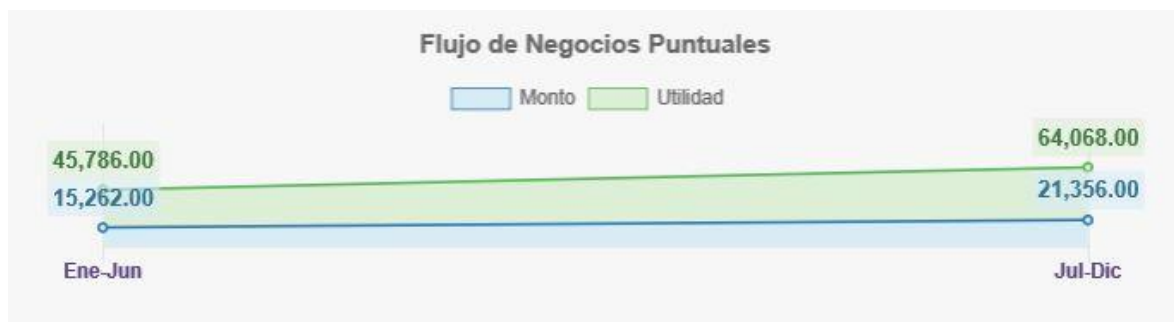 Flujo de Negocios Puntuales
Monto Utilidad
64,068.00
45,786.00
21,356.00
15,262.00
Ene-Jun Jul-Dic